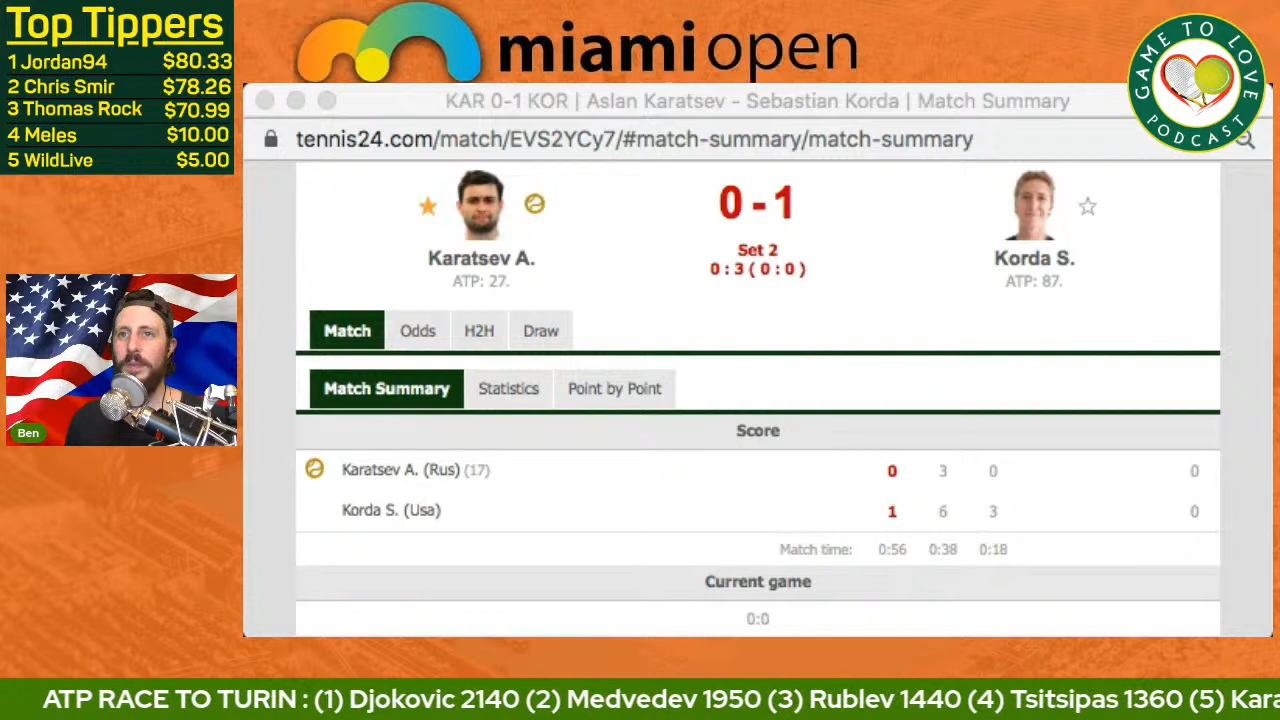 Top Tippers
1 Jordan94 $80.33
2 Chris Smir $78.26
3 Thomas Rock $70.99
4 Meles $10.00
5 WildLive $5.00
miami open
GAME TO LOVE
PODCAST
KAR 0-1 KOR | Aslan Karatsev - Sebastian Korda | Match Summary
tennis24.com/match/EVS2YCy7/#match-summary/match-summary
0 - 1
Set 2
0 : 3 ( 0 : 0 )
Karatsev A.
ATP: 27.
Korda S.
ATP: 87.
Match Odds H2H Draw
Match Summary Statistics Point by Point
Score
Karatsev A. (Rus) (17) 0 3 0 0
Korda S. (Usa) 1 6 3 0
Match time: 0:56 0:38 0:18
Current game
0:0
Ben
ATP RACE TO TURIN : (1) Djokovic 2140 (2) Medvedev 1950 (3) Rublev 1440 (4) Tsitsipas 1360 (5) Kara